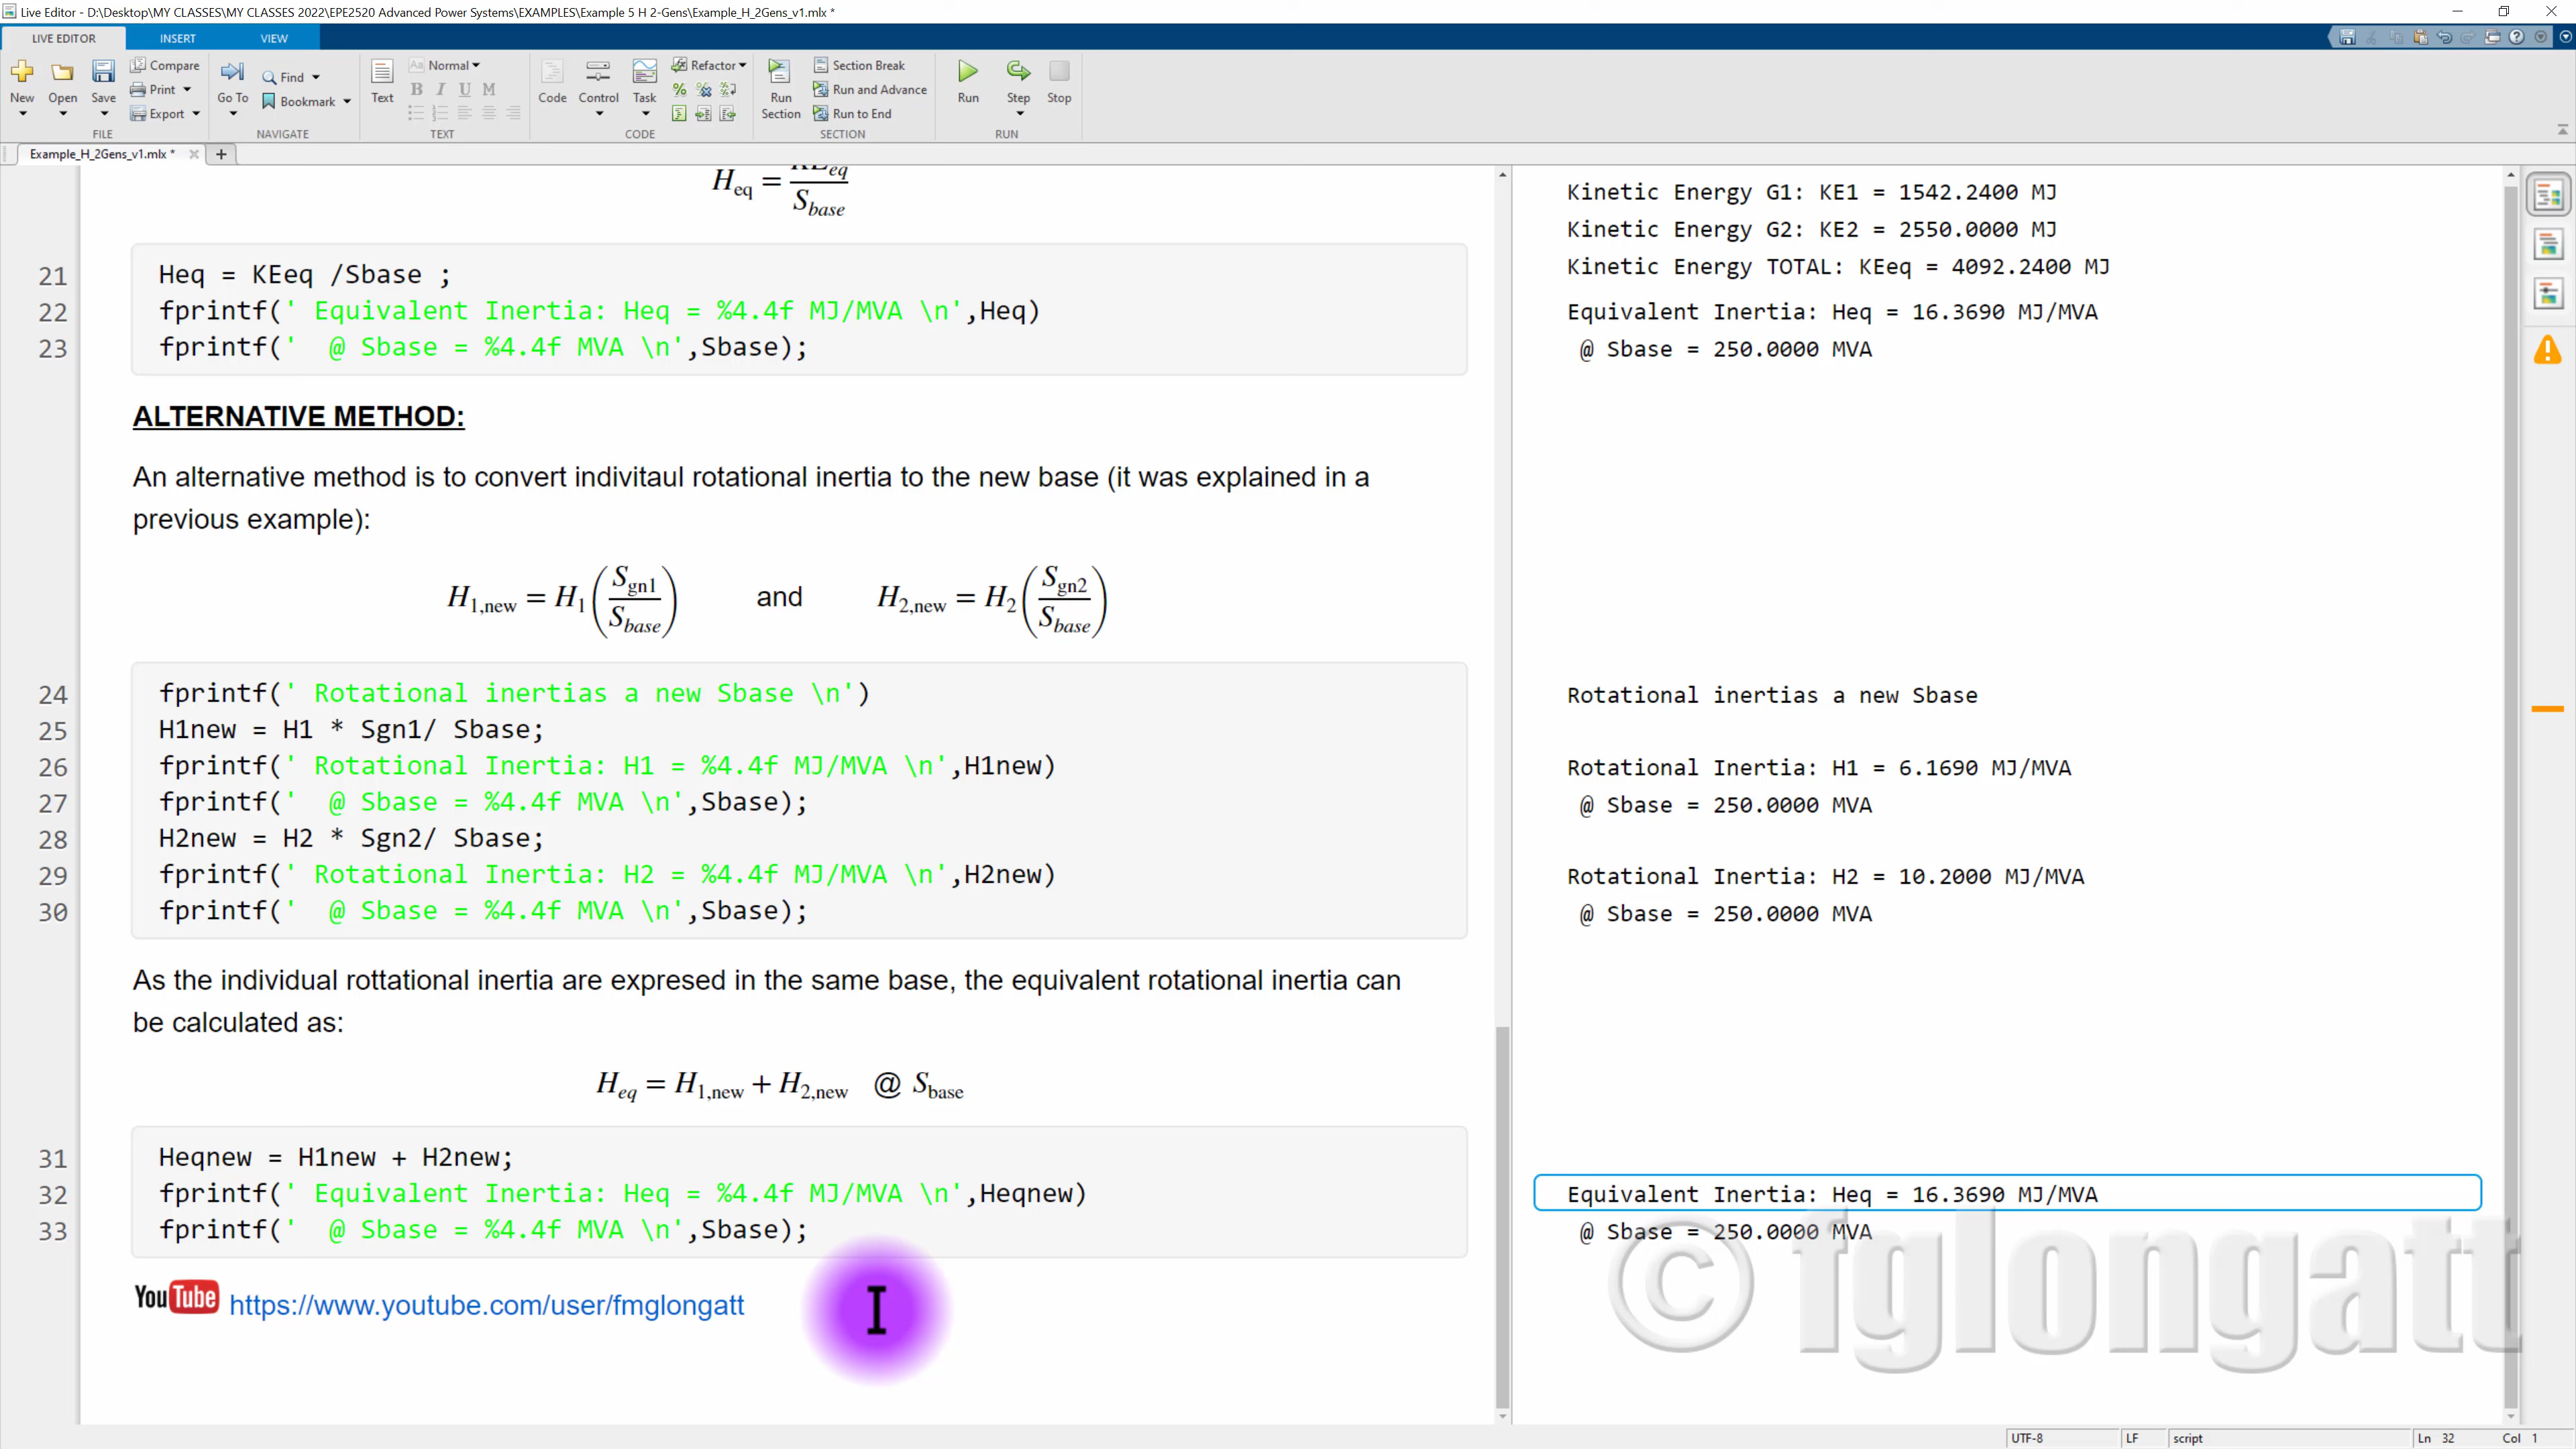 Live Editor - D:\Desktop\MY CLASSES\MY CLASSES 2022\EPE2520 Advanced Power Systems\EXAMPLES\Example 5 H 2-Gens\Example_H_2Gens_v1.mlx *
LIVE EDITOR INSERT VIEW
New Open Save Compare Print Export
FILE
Go To Find Bookmark
NAVIGATE
Text Aa Normal B I U M
TEXT
Code Control Task Refactor
CODE
Run Section Section Break Run and Advance Run to End
SECTION
Run Step Stop
RUN
Example_H_2Gens_v1.mlx *
H_eq = KE_eq / S_base
21 Heq = KEeq /Sbase ;
22 fprintf(' Equivalent Inertia: Heq = %4.4f MJ/MVA \n',Heq)
23 fprintf('  @ Sbase = %4.4f MVA \n',Sbase);
ALTERNATIVE METHOD:
An alternative method is to convert indivitaul rotational inertia to the new base (it was explained in a
previous example):
H_1,new = H_1 (S_gn1 / S_base) and H_2,new = H_2 (S_gn2 / S_base)
24 fprintf(' Rotational inertias a new Sbase \n')
25 H1new = H1 * Sgn1/ Sbase;
26 fprintf(' Rotational Inertia: H1 = %4.4f MJ/MVA \n',H1new)
27 fprintf('  @ Sbase = %4.4f MVA \n',Sbase);
28 H2new = H2 * Sgn2/ Sbase;
29 fprintf(' Rotational Inertia: H2 = %4.4f MJ/MVA \n',H2new)
30 fprintf('  @ Sbase = %4.4f MVA \n',Sbase);
As the individual rottational inertia are expresed in the same base, the equivalent rotational inertia can
be calculated as:
H_eq = H_1,new + H_2,new @ S_base
31 Heqnew = H1new + H2new;
32 fprintf(' Equivalent Inertia: Heq = %4.4f MJ/MVA \n',Heqnew)
33 fprintf('  @ Sbase = %4.4f MVA \n',Sbase);
YouTube https://www.youtube.com/user/fmglongatt
Kinetic Energy G1: KE1 = 1542.2400 MJ
Kinetic Energy G2: KE2 = 2550.0000 MJ
Kinetic Energy TOTAL: KEeq = 4092.2400 MJ
Equivalent Inertia: Heq = 16.3690 MJ/MVA
@ Sbase = 250.0000 MVA
Rotational inertias a new Sbase
Rotational Inertia: H1 = 6.1690 MJ/MVA
@ Sbase = 250.0000 MVA
Rotational Inertia: H2 = 10.2000 MJ/MVA
@ Sbase = 250.0000 MVA
Equivalent Inertia: Heq = 16.3690 MJ/MVA
@ Sbase = 250.0000 MVA
© fglongatt
UTF-8 LF script Ln 32 Col 1